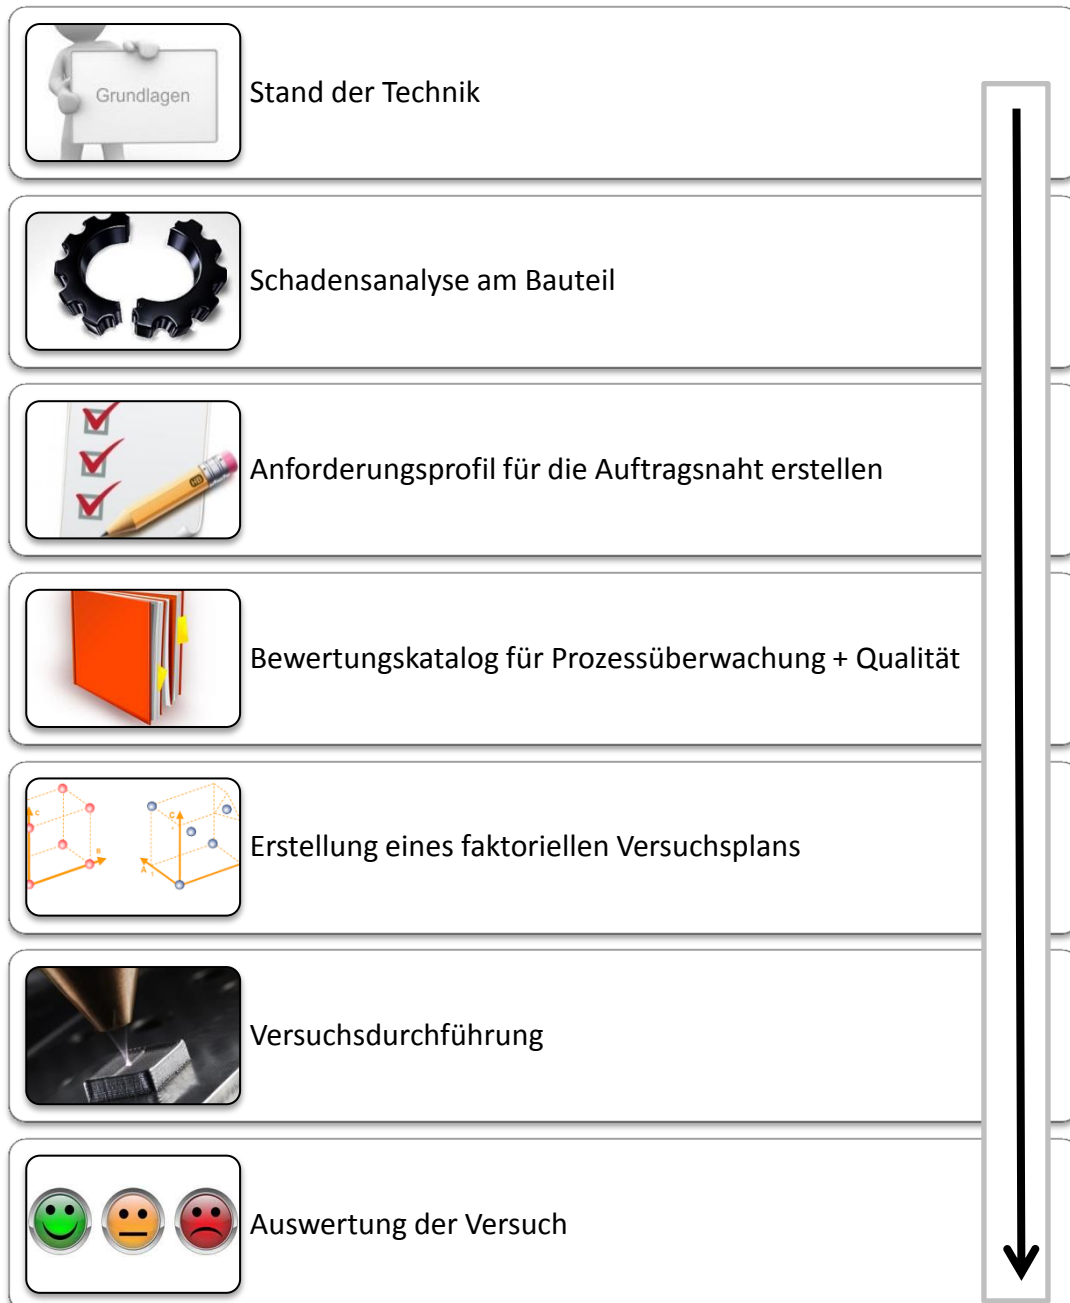 Grundlagen
Stand der Technik
Schadensanalyse am Bauteil
Anforderungsprofil für die Auftragsnaht erstellen
HB
Bewertungskatalog für Prozessüberwachung + Qualität
C
B
C
A
Erstellung eines faktoriellen Versuchsplans
Versuchsdurchführung
Auswertung der Versuch